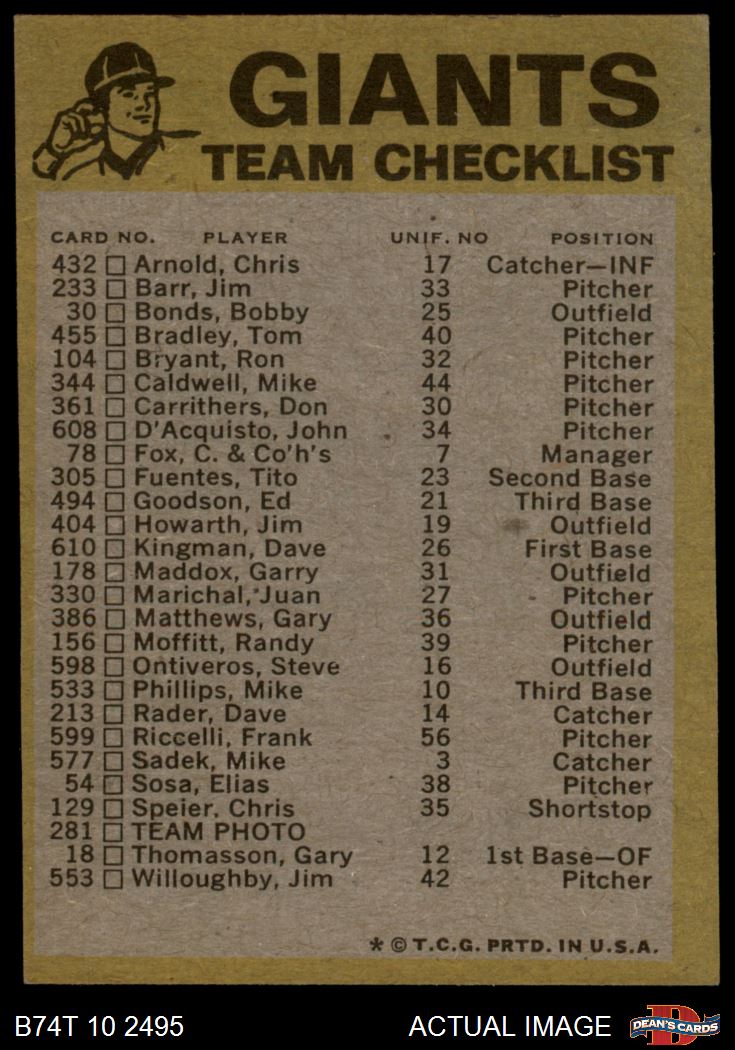 GIANTS
TEAM CHECKLIST
CARD NO. PLAYER UNIF. NO POSITION
432 Arnold, Chris 17 Catcher—INF
233 Barr, Jim 33 Pitcher
30 Bonds, Bobby 25 Outfield
455 Bradley, Tom 40 Pitcher
104 Bryant, Ron 32 Pitcher
344 Caldwell, Mike 44 Pitcher
361 Carrithers, Don 30 Pitcher
608 D'Acquisto, John 34 Pitcher
78 Fox, C. & Co'h's 7 Manager
305 Fuentes, Tito 23 Second Base
494 Goodson, Ed 21 Third Base
404 Howarth, Jim 19 Outfield
610 Kingman, Dave 26 First Base
178 Maddox, Garry 31 Outfield
330 Marichal, Juan 27 Pitcher
386 Matthews, Gary 36 Outfield
156 Moffitt, Randy 39 Pitcher
598 Ontiveros, Steve 16 Outfield
533 Phillips, Mike 10 Third Base
213 Rader, Dave 14 Catcher
599 Riccelli, Frank 56 Pitcher
577 Sadek, Mike 3 Catcher
54 Sosa, Elias 38 Pitcher
129 Speier, Chris 35 Shortstop
281 TEAM PHOTO
18 Thomasson, Gary 12 1st Base—OF
553 Willoughby, Jim 42 Pitcher
* © T.C.G. PRTD. IN U.S.A.
B74T 10 2495 ACTUAL IMAGE DEAN'S CARDS